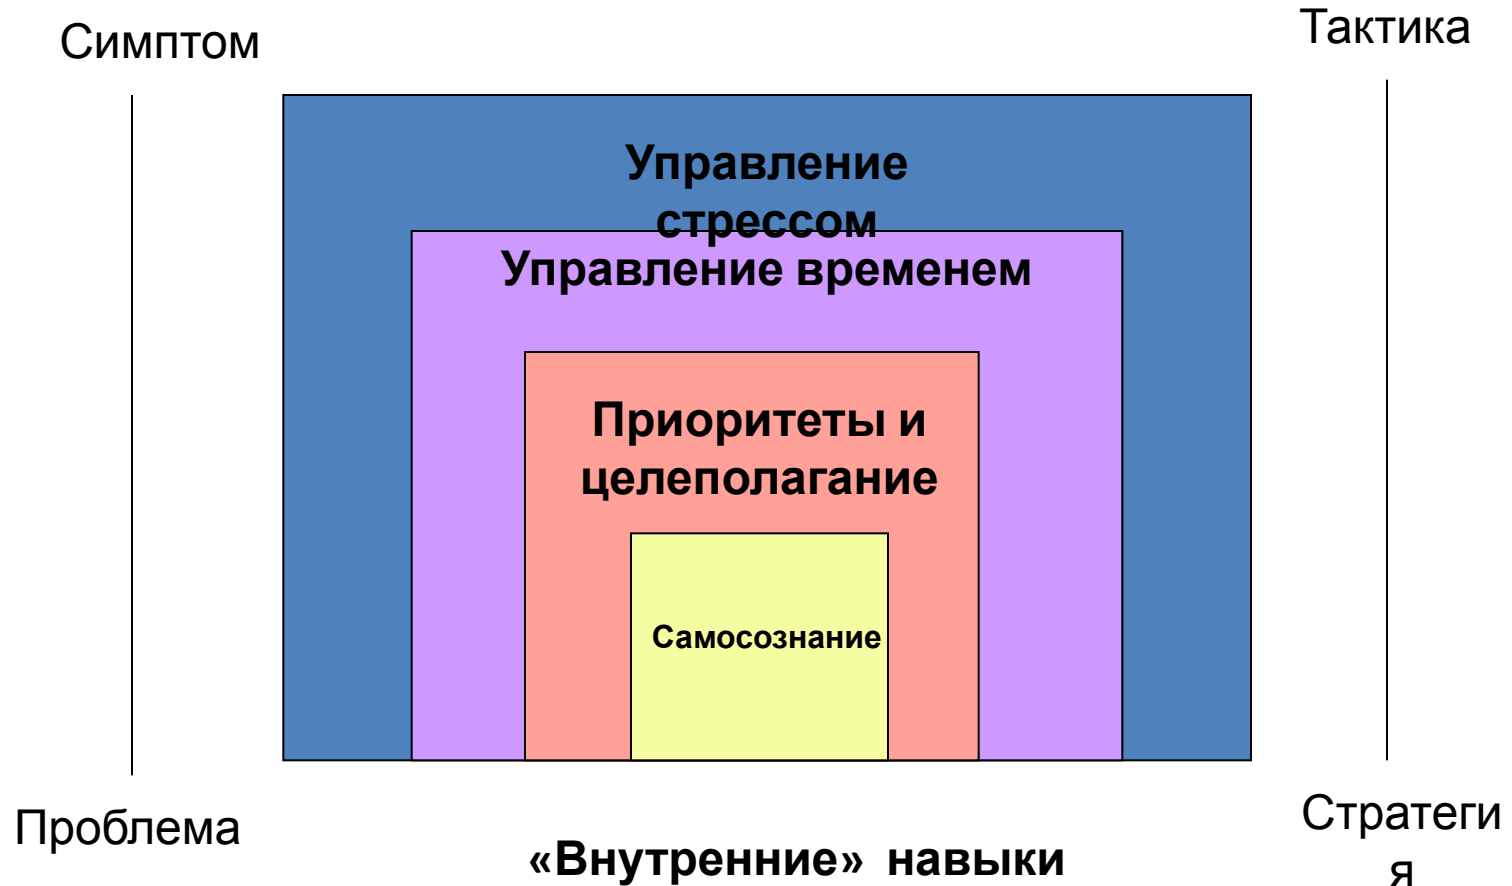 Симптом
Тактика
Управление
стрессом
Управление временем
Приоритеты и
целеполагание
Самосознание
Проблема
Стратеги
я
«Внутренние» навыки